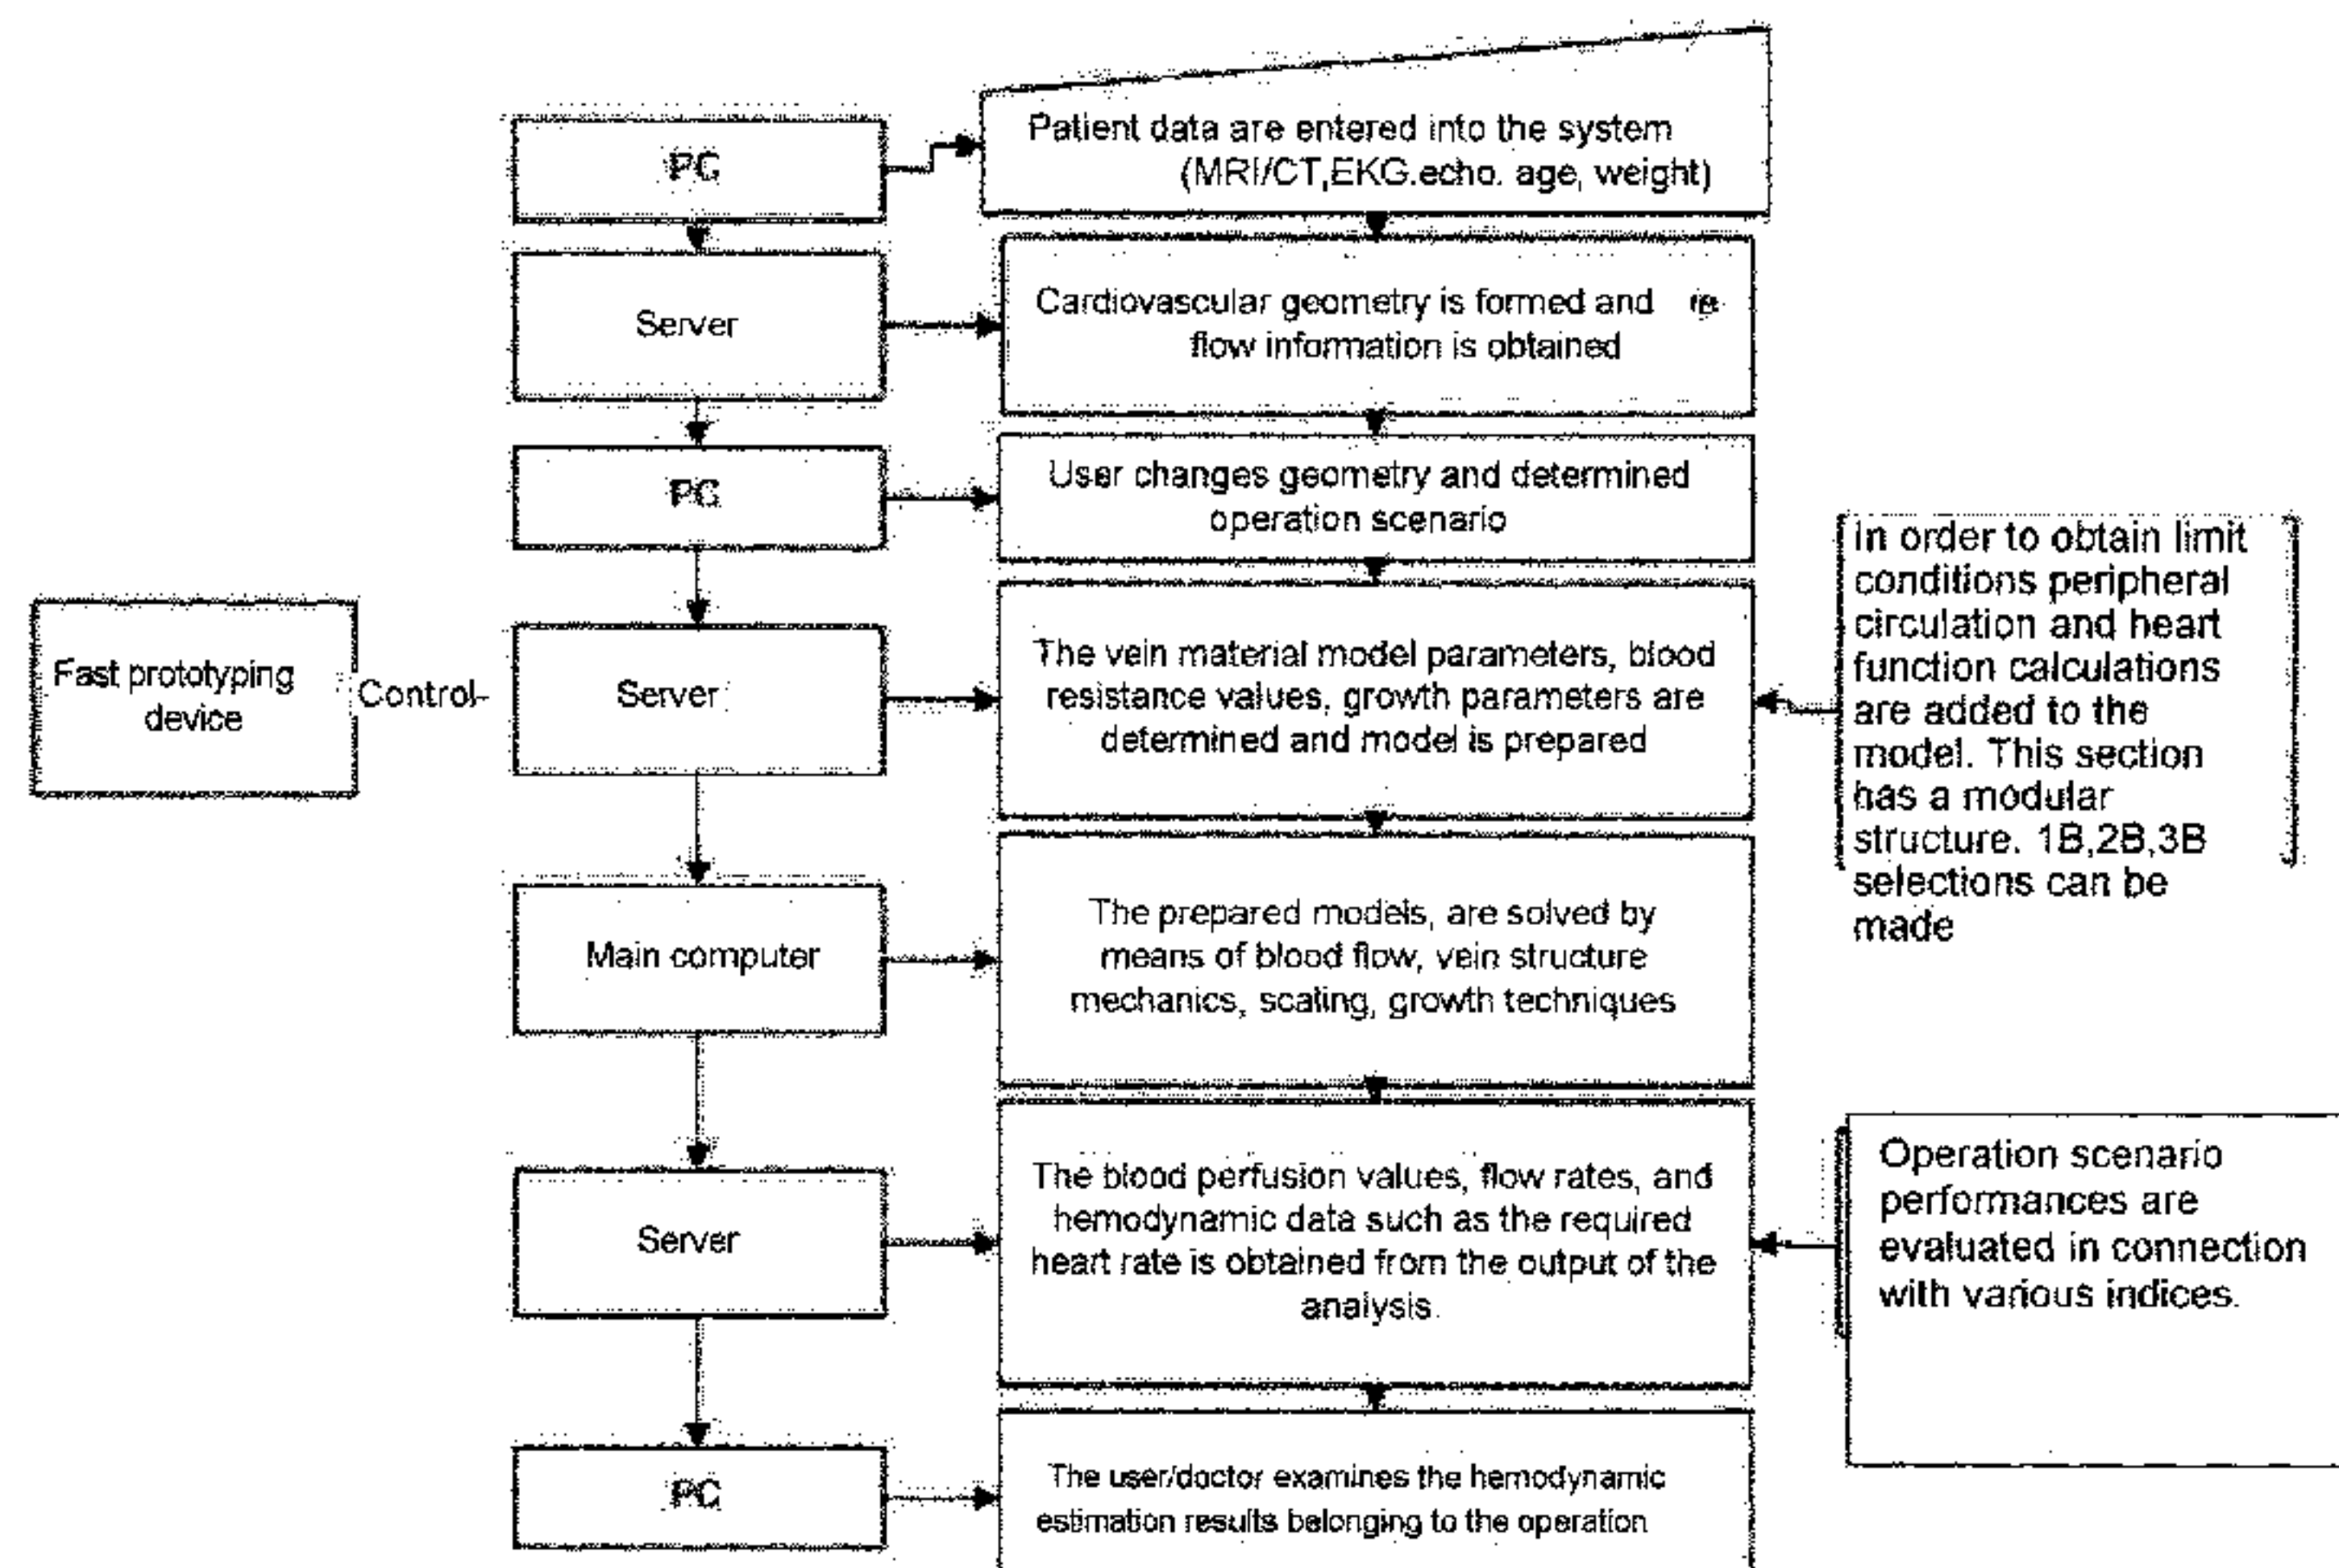 PC
Patient data are entered into the system
(MRI/CT,EKG.echo. age, weight)
Server
Cardiovascular geometry is formed and re-
flow information is obtained
PC
User changes geometry and determined
operation scenario
Fast prototyping
device
Control-
Server
The vein material model parameters, blood
resistance values, growth parameters are
determined and model is prepared
In order to obtain limit
conditions peripheral
circulation and heart
function calculations
are added to the
model. This section
has a modular
structure. 1B,2B,3B
selections can be
made
Main computer
The prepared models, are solved by
means of blood flow, vein structure
mechanics, scaling, growth techniques
Server
The blood perfusion values, flow rates, and
hemodynamic data such as the required
heart rate is obtained from the output of the
analysis.
Operation scenario
performances are
evaluated in connection
with various indices.
PC
The user/doctor examines the hemodynamic
estimation results belonging to the operation